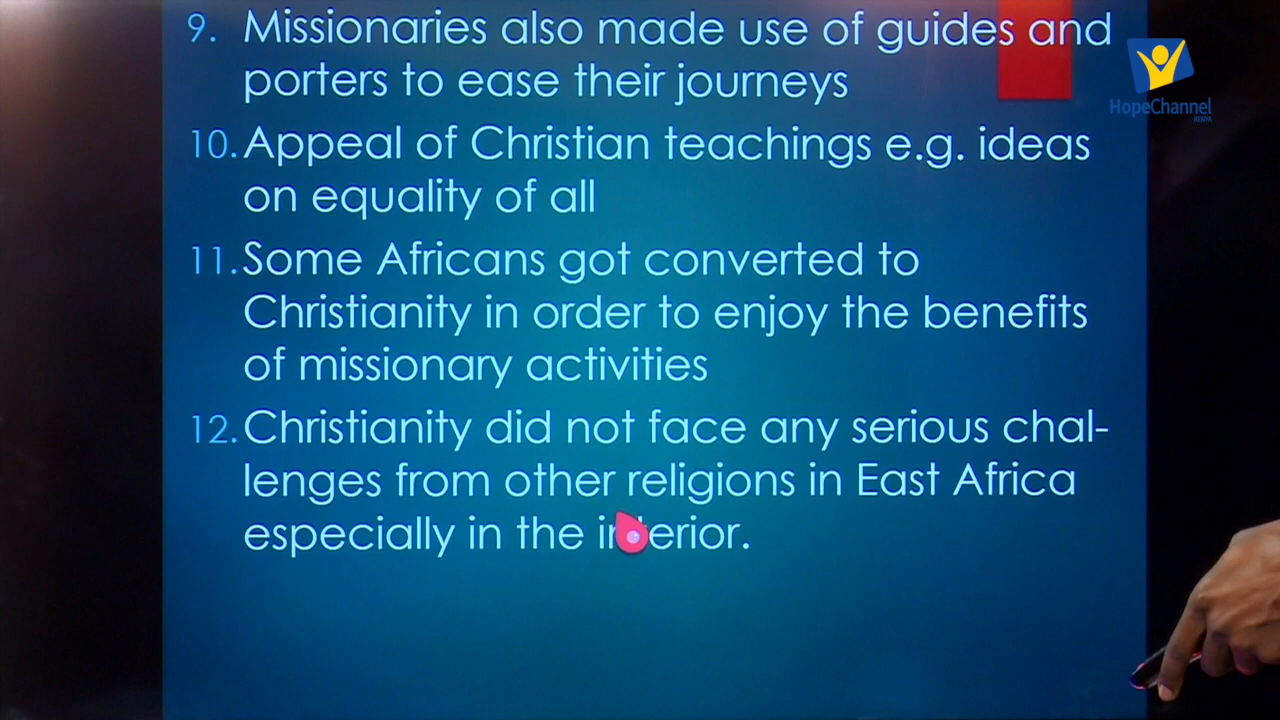 9. Missionaries also made use of guides and
porters to ease their journeys
HopeChannel
KENYA
10. Appeal of Christian teachings e.g. ideas
on equality of all
11. Some Africans got converted to
Christianity in order to enjoy the benefits
of missionary activities
12. Christianity did not face any serious chal-
lenges from other religions in East Africa
especially in the interior.